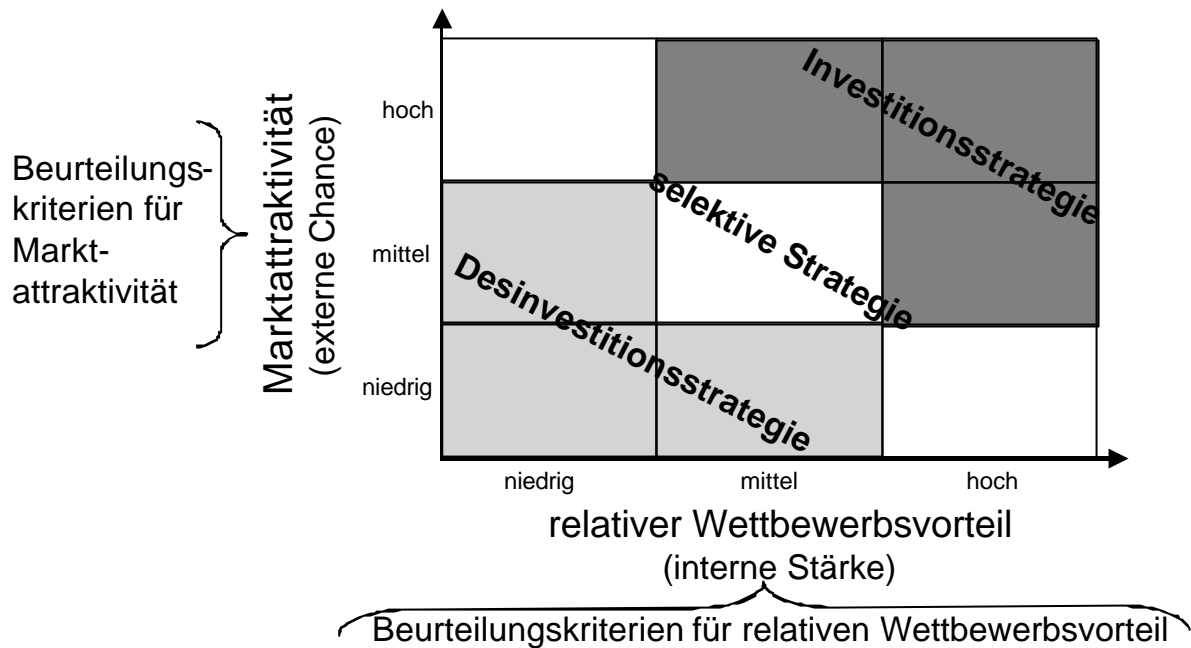 Beurteilungs-
kriterien für
Markt-
attraktivität
Marktattraktivität
(externe Chance)
hoch
mittel
niedrig
Investitionsstrategie
selektive Strategie
Desinvestitionsstrategie
niedrig
mittel
hoch
relativer Wettbewerbsvorteil
(interne Stärke)
Beurteilungskriterien für relativen Wettbewerbsvorteil